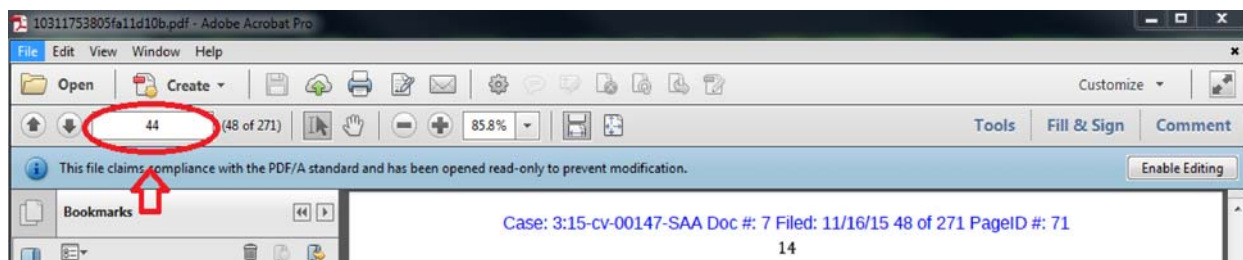 10311753805fa11d10b.pdf - Adobe Acrobat Pro
File Edit View Window Help
Open Create Customize
44 (48 of 271) 85.8% Tools Fill & Sign Comment
This file claims compliance with the PDF/A standard and has been opened read-only to prevent modification. Enable Editing
Bookmarks
Case: 3:15-cv-00147-SAA Doc #: 7 Filed: 11/16/15 48 of 271 PageID #: 71
14